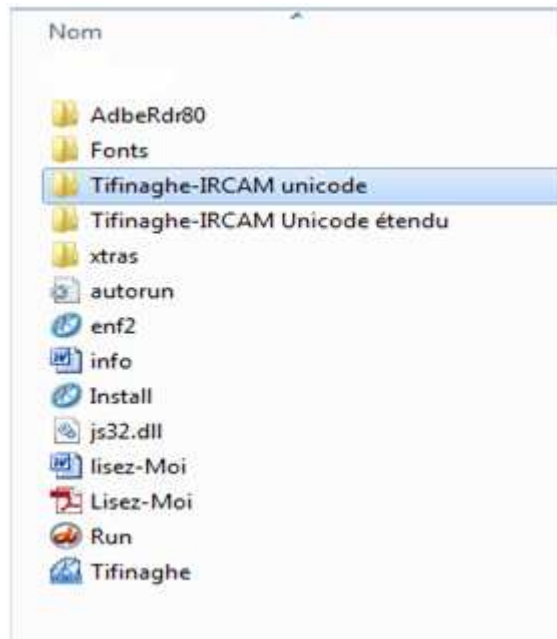 Nom
AdbeRdr80
Fonts
Tifinaghe-IRCAM unicode
Tifinaghe-IRCAM Unicode étendu
xtras
autorun
enf2
info
Install
js32.dll
lisez-Moi
Lisez-Moi
Run
Tifinaghe